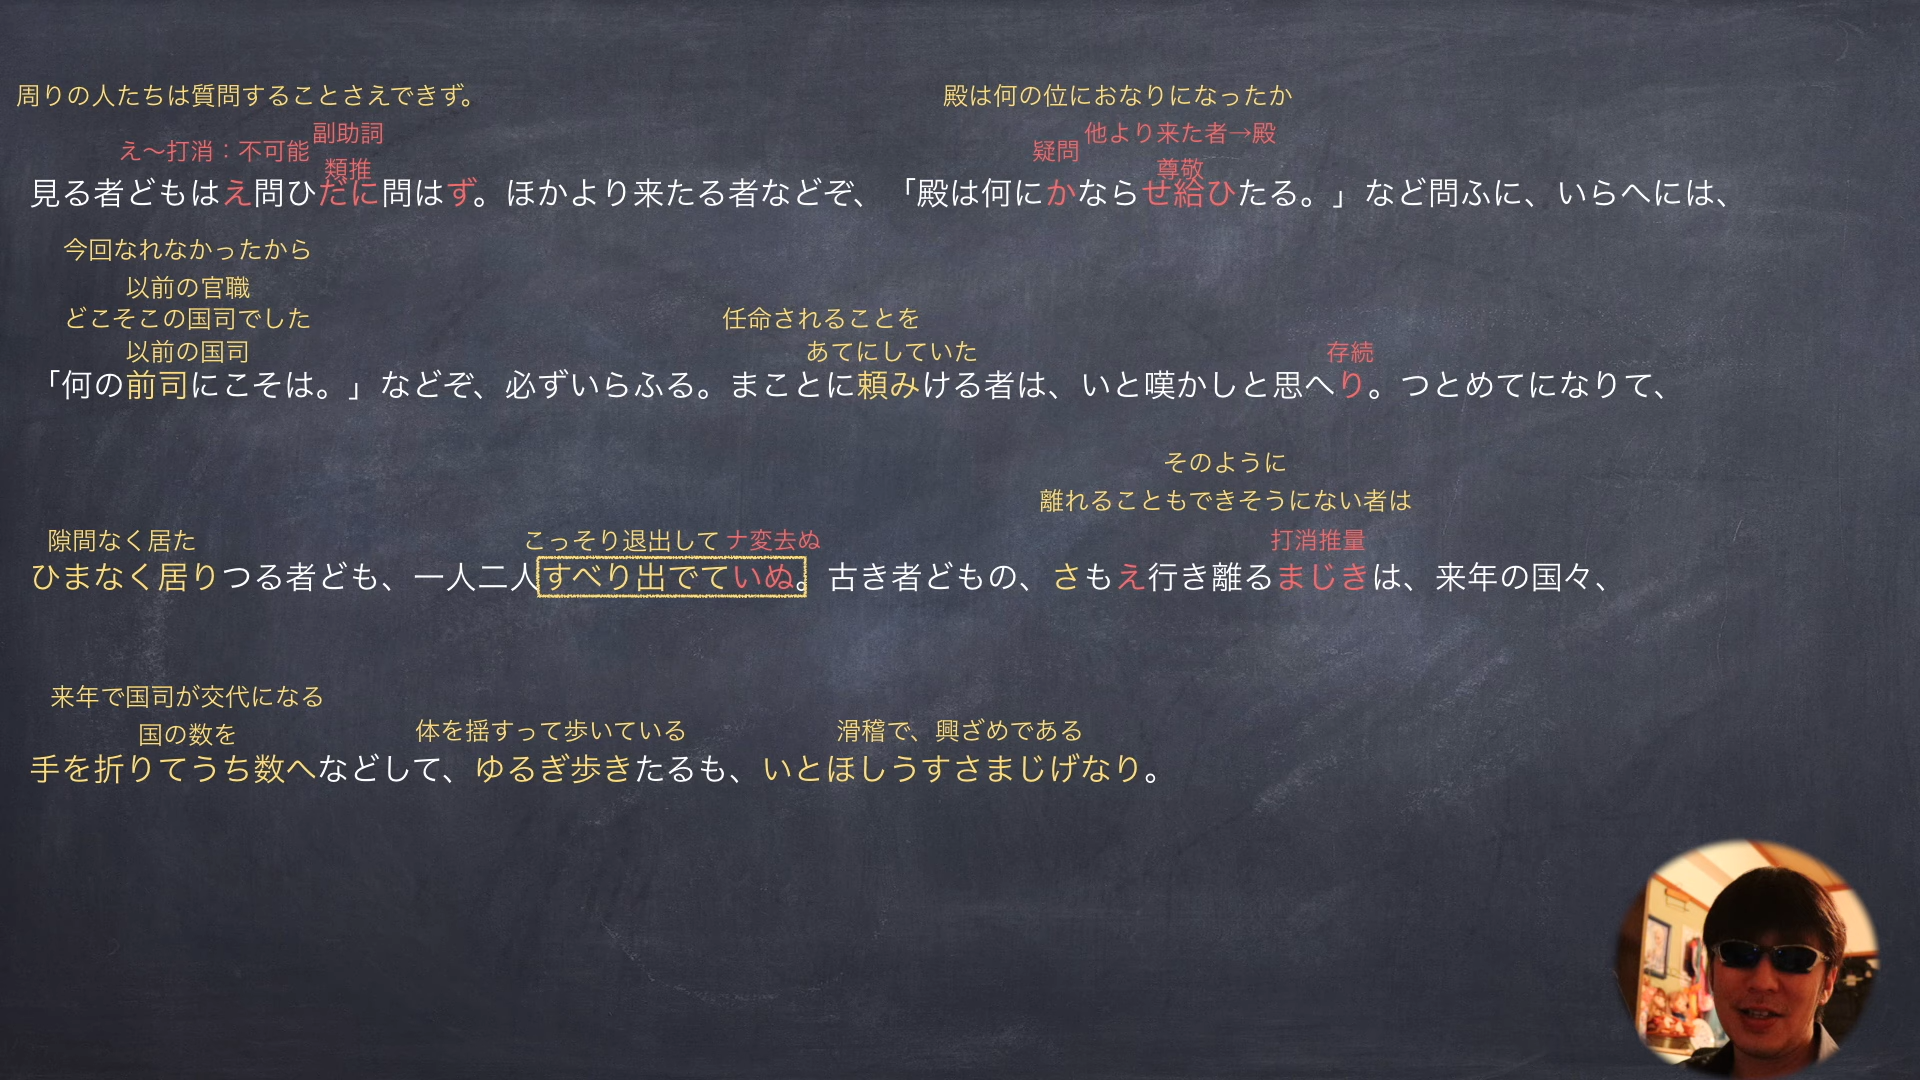 周りの人たちは質問することさえできず。
殿は何の位におなりになったか
副助詞
他より来た者→殿
え〜打消：不可能
疑問
類推
尊敬
見る者どもはえ問ひだに問はず。ほかより来たる者などぞ、「殿は何にかならせ給ひたる。」など問ふに、いらへには、
今回なれなかったから
以前の官職
どこそこの国司でした
任命されることを
以前の国司
あてにしていた
存続
「何の前司にこそは。」などぞ、必ずいらふる。まことに頼みける者は、いと嘆かしと思へり。つとめてになりて、
そのように
離れることもできそうにない者は
隙間なく居た
こっそり退出して
ナ変去ぬ
打消推量
ひまなく居りつる者ども、一人二人すべり出でていぬ。古き者どもの、さもえ行き離るまじきは、来年の国々、
来年で国司が交代になる
国の数を
体を揺すって歩いている
滑稽で、興ざめである
手を折りてうち数へなどして、ゆるぎ歩きたるも、いとほしうすさまじげなり。